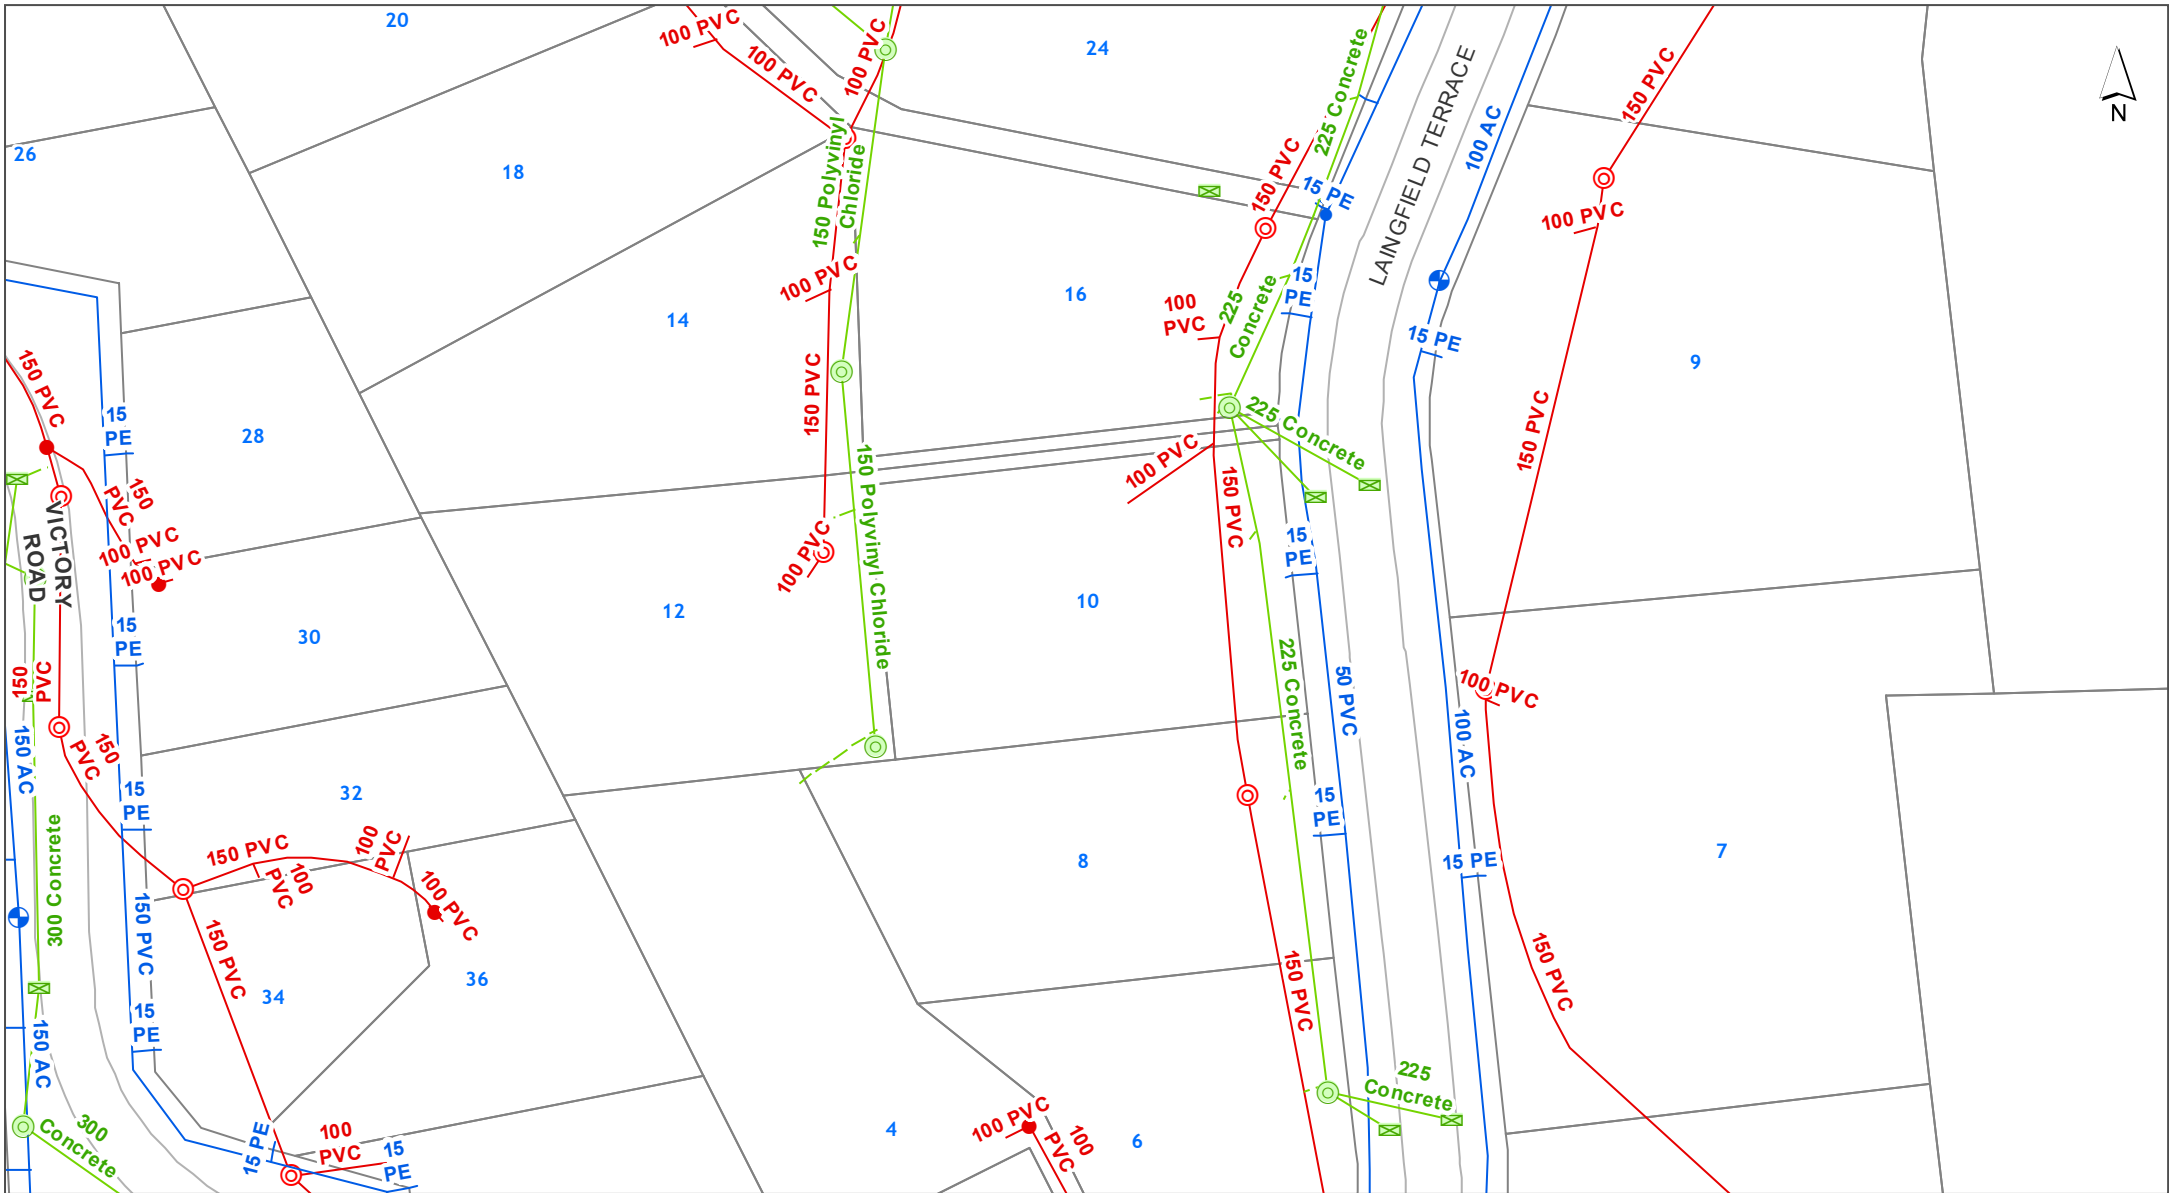 20
100 PVC
100 PVC
100 PVC
24
225 Concrete
LAINGFIELD TERRACE
150 PVC
100 AC
N
26
18
150 Polyvinyl
Chloride
150 PVC
15 PE
100 PVC
100 PVC
14
16
100
PVC
225
Concrete
15
PE
15 PE
9
150 PVC
15
PE
28
150 PVC
150 Polyvinyl Chloride
225 Concrete
100 PVC
150 PVC
150 PVC
150
PVC
VICTORY
ROAD
100 PVC
100 PVC
100 PVC
15
PE
12
10
15
PE
30
150
PVC
225 Concrete
50 PVC
100 PVC
100 AC
150 AC
150
PVC
32
15
PE
15
PE
150 PVC
100
PVC
100
PVC
100 PVC
8
15 PE
7
300 Concrete
150 PVC
150 PVC
34
36
150 PVC
150 PVC
15
PE
150 AC
300
Concrete
15 PE
100
PVC
15
PE
4
100 PVC
100
PVC
6
225
Concrete